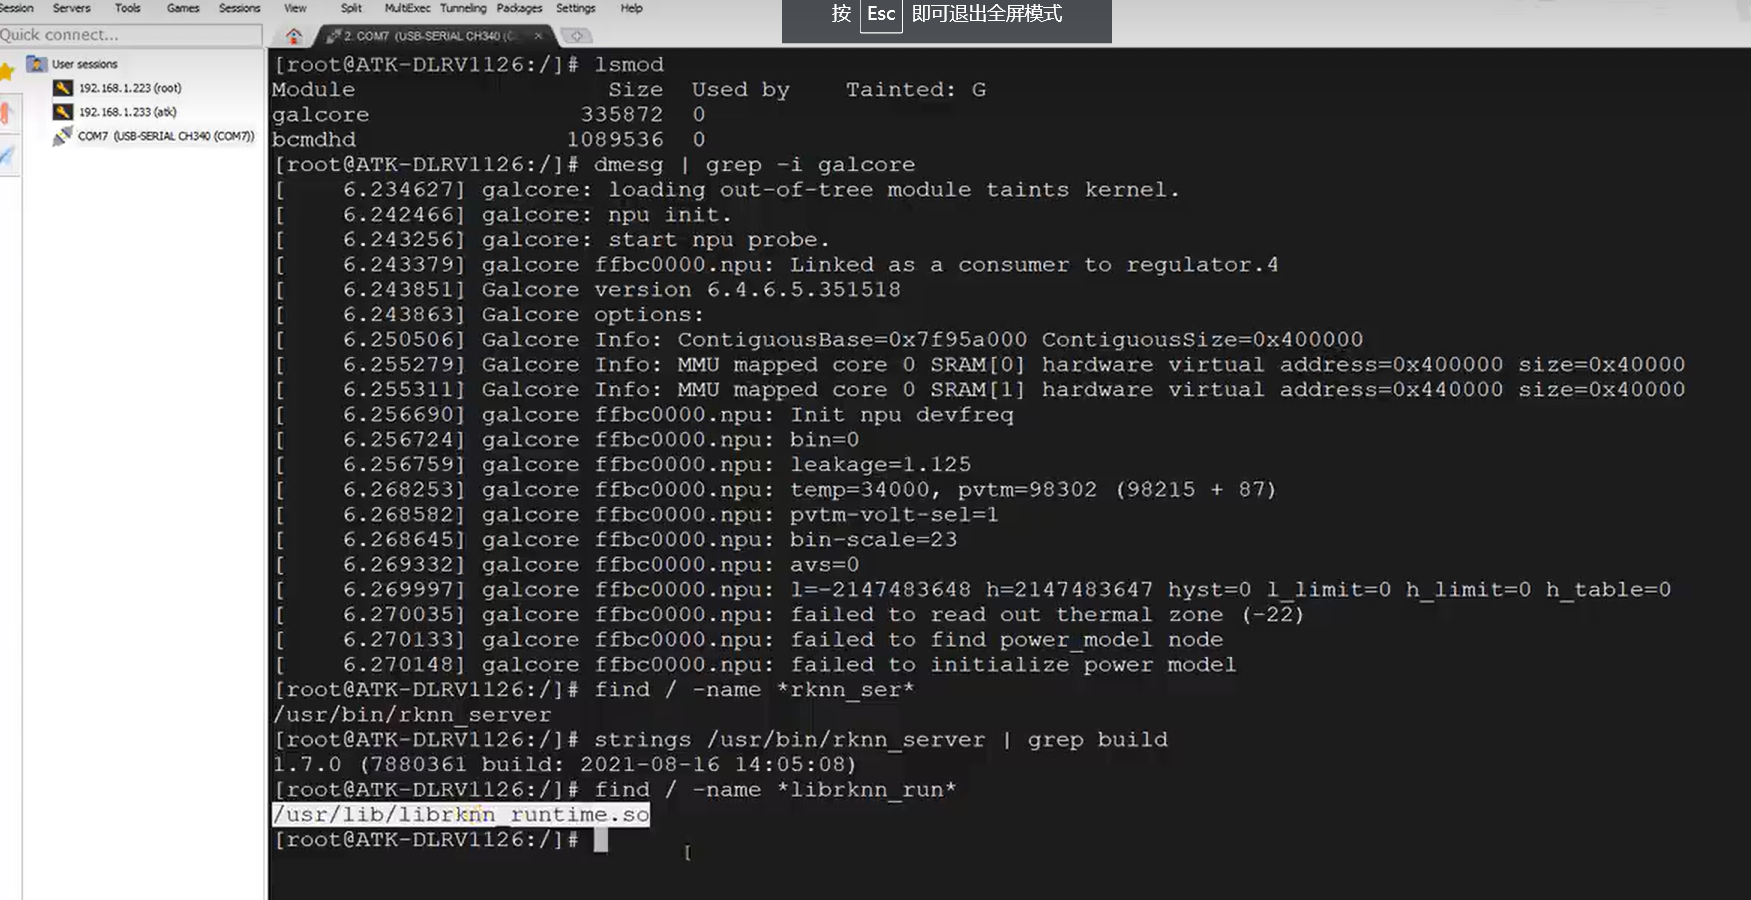 Session Servers Tools Games Sessions View Split MultiExec Tunneling Packages Settings Help
按 Esc 即可退出全屏模式
Quick connect...
2. COM7 (USB-SERIAL CH340 (C
User sessions
192.168.1.223 (root)
192.168.1.233 (atk)
COM7 (USB-SERIAL CH340 (COM7))
[root@ATK-DLRV1126:/]# lsmod
Module Size Used by Tainted: G
galcore 335872 0
bcmdhd 1089536 0
[root@ATK-DLRV1126:/]# dmesg | grep -i galcore
[ 6.234627] galcore: loading out-of-tree module taints kernel.
[ 6.242466] galcore: npu init.
[ 6.243256] galcore: start npu probe.
[ 6.243379] galcore ffbc0000.npu: Linked as a consumer to regulator.4
[ 6.243851] Galcore version 6.4.6.5.351518
[ 6.243863] Galcore options:
[ 6.250506] Galcore Info: ContiguousBase=0x7f95a000 ContiguousSize=0x400000
[ 6.255279] Galcore Info: MMU mapped core 0 SRAM[0] hardware virtual address=0x400000 size=0x40000
[ 6.255311] Galcore Info: MMU mapped core 0 SRAM[1] hardware virtual address=0x440000 size=0x40000
[ 6.256690] galcore ffbc0000.npu: Init npu devfreq
[ 6.256724] galcore ffbc0000.npu: bin=0
[ 6.256759] galcore ffbc0000.npu: leakage=1.125
[ 6.268253] galcore ffbc0000.npu: temp=34000, pvtm=98302 (98215 + 87)
[ 6.268582] galcore ffbc0000.npu: pvtm-volt-sel=1
[ 6.268645] galcore ffbc0000.npu: bin-scale=23
[ 6.269332] galcore ffbc0000.npu: avs=0
[ 6.269997] galcore ffbc0000.npu: l=-2147483648 h=2147483647 hyst=0 l_limit=0 h_limit=0 h_table=0
[ 6.270035] galcore ffbc0000.npu: failed to read out thermal zone (-22)
[ 6.270133] galcore ffbc0000.npu: failed to find power_model node
[ 6.270148] galcore ffbc0000.npu: failed to initialize power model
[root@ATK-DLRV1126:/]# find / -name *rknn_ser*
/usr/bin/rknn_server
[root@ATK-DLRV1126:/]# strings /usr/bin/rknn_server | grep build
1.7.0 (7880361 build: 2021-08-16 14:05:08)
[root@ATK-DLRV1126:/]# find / -name *librknn_run*
/usr/lib/librknn_runtime.so
[root@ATK-DLRV1126:/]#